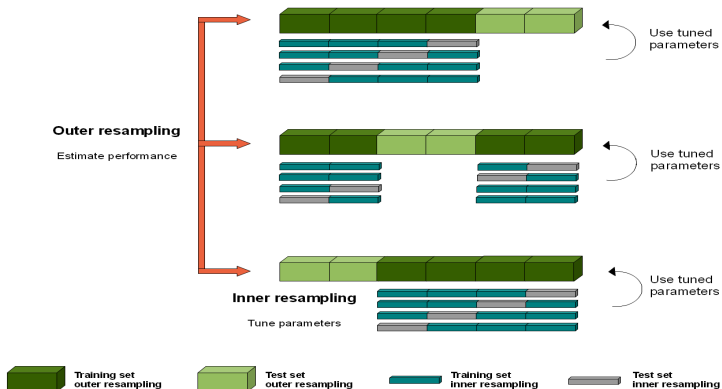 Use tuned
parameters
Outer resampling
Estimate performance
Use tuned
parameters
Inner resampling
Tune parameters
Use tuned
parameters
Training set
outer resampling
Test set
outer resampling
Training set
inner resampling
Test set
inner resampling